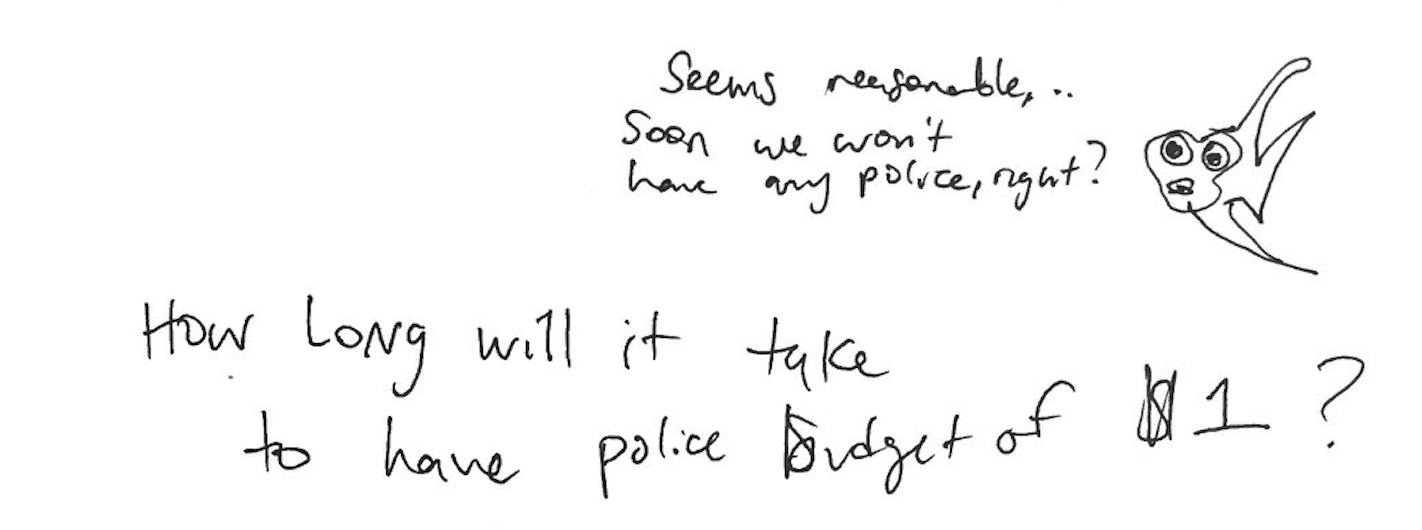 Seems reasonable,..
Soon we won't
have any police, right?
How Long will it take
to have police budget of $1?